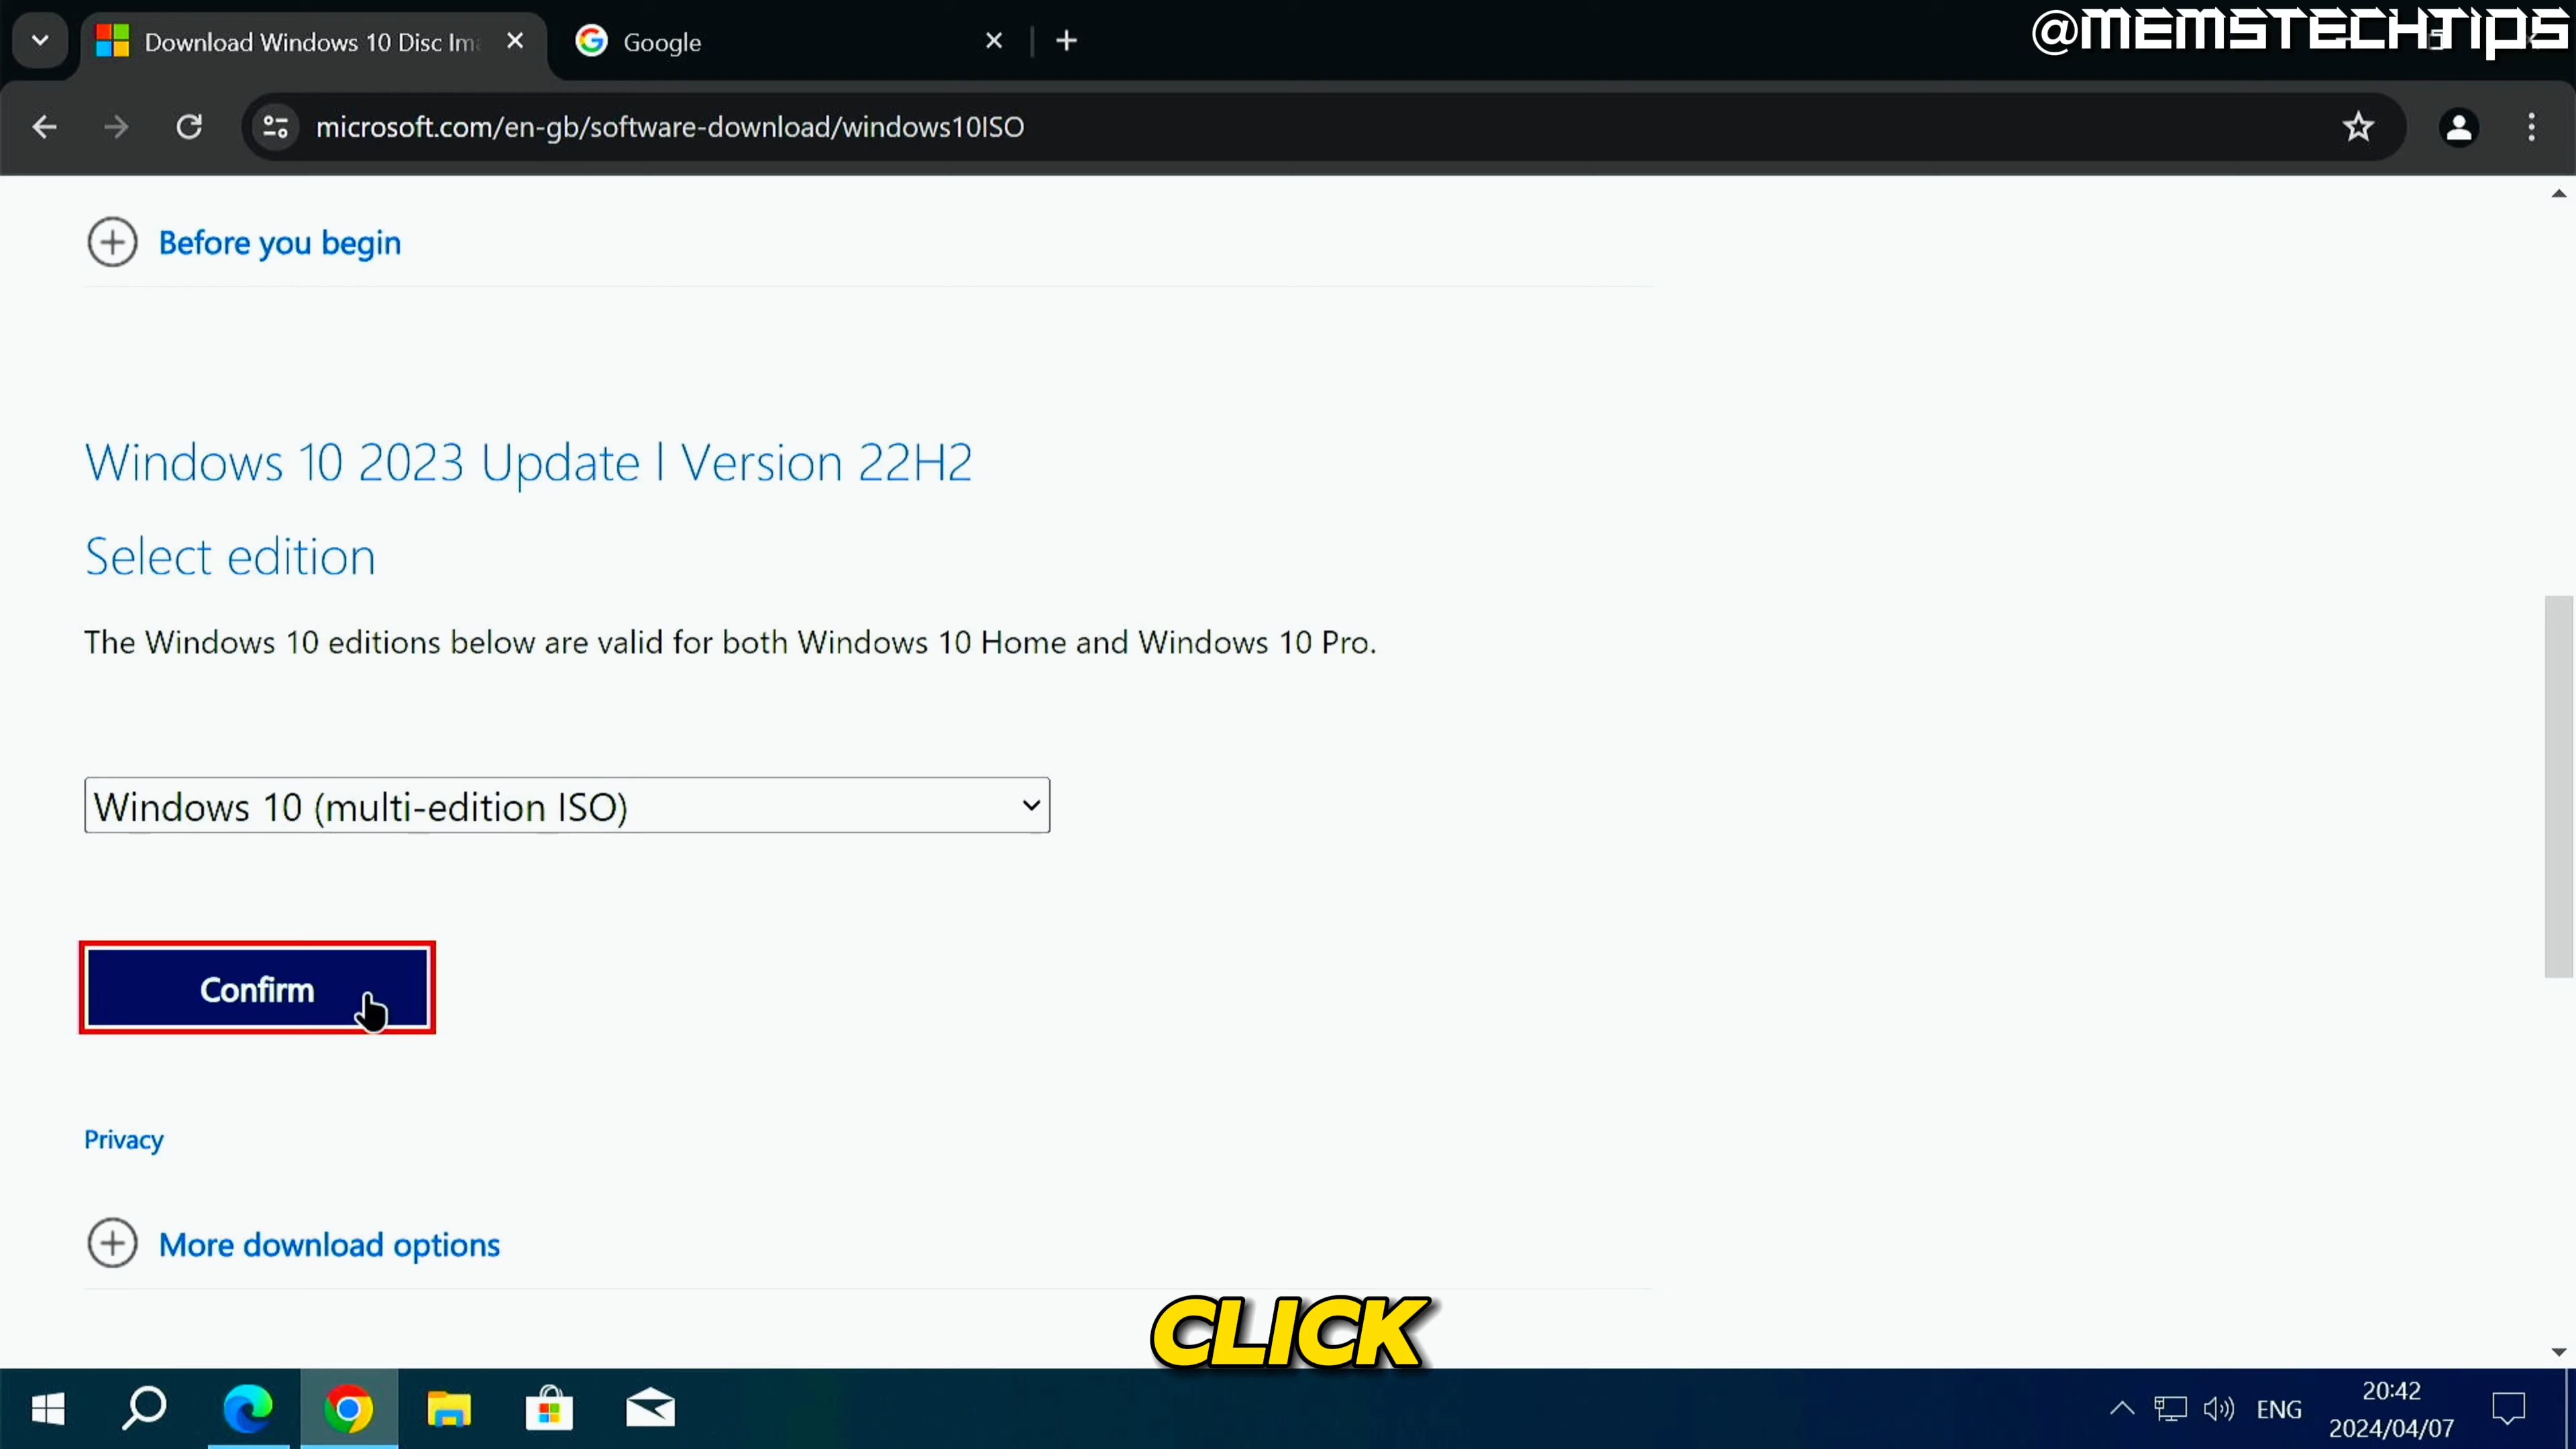 Download Windows 10 Disc Ima
Google
@MEMSTECHTIPS
microsoft.com/en-gb/software-download/windows10ISO
Before you begin
Windows 10 2023 Update l Version 22H2
Select edition
The Windows 10 editions below are valid for both Windows 10 Home and Windows 10 Pro.
Windows 10 (multi-edition ISO)
Confirm
Privacy
More download options
CLICK
ENG
20:42
2024/04/07